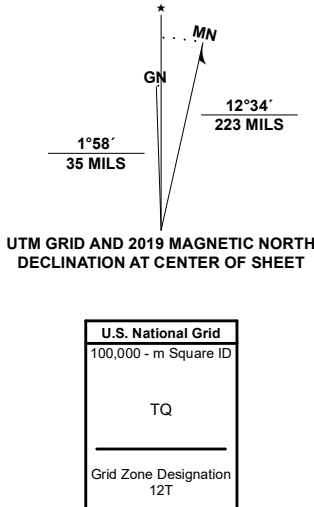 MN
GN
12°34´
223 MILS
1°58´
35 MILS
UTM GRID AND 2019 MAGNETIC NORTH
DECLINATION AT CENTER OF SHEET
U.S. National Grid
100,000 - m Square ID
TQ
Grid Zone Designation
12T